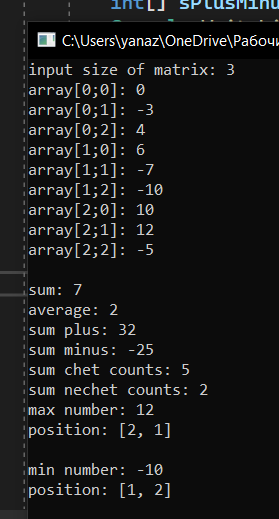 int[] sPlusMinu
C:\Users\yanaz\OneDrive\Рабочи
input size of matrix: 3
array[0;0]: 0
array[0;1]: -3
array[0;2]: 4
array[1;0]: 6
array[1;1]: -7
array[1;2]: -10
array[2;0]: 10
array[2;1]: 12
array[2;2]: -5
sum: 7
average: 2
sum plus: 32
sum minus: -25
sum chet counts: 5
sum nechet counts: 2
max number: 12
position: [2, 1]
min number: -10
position: [1, 2]